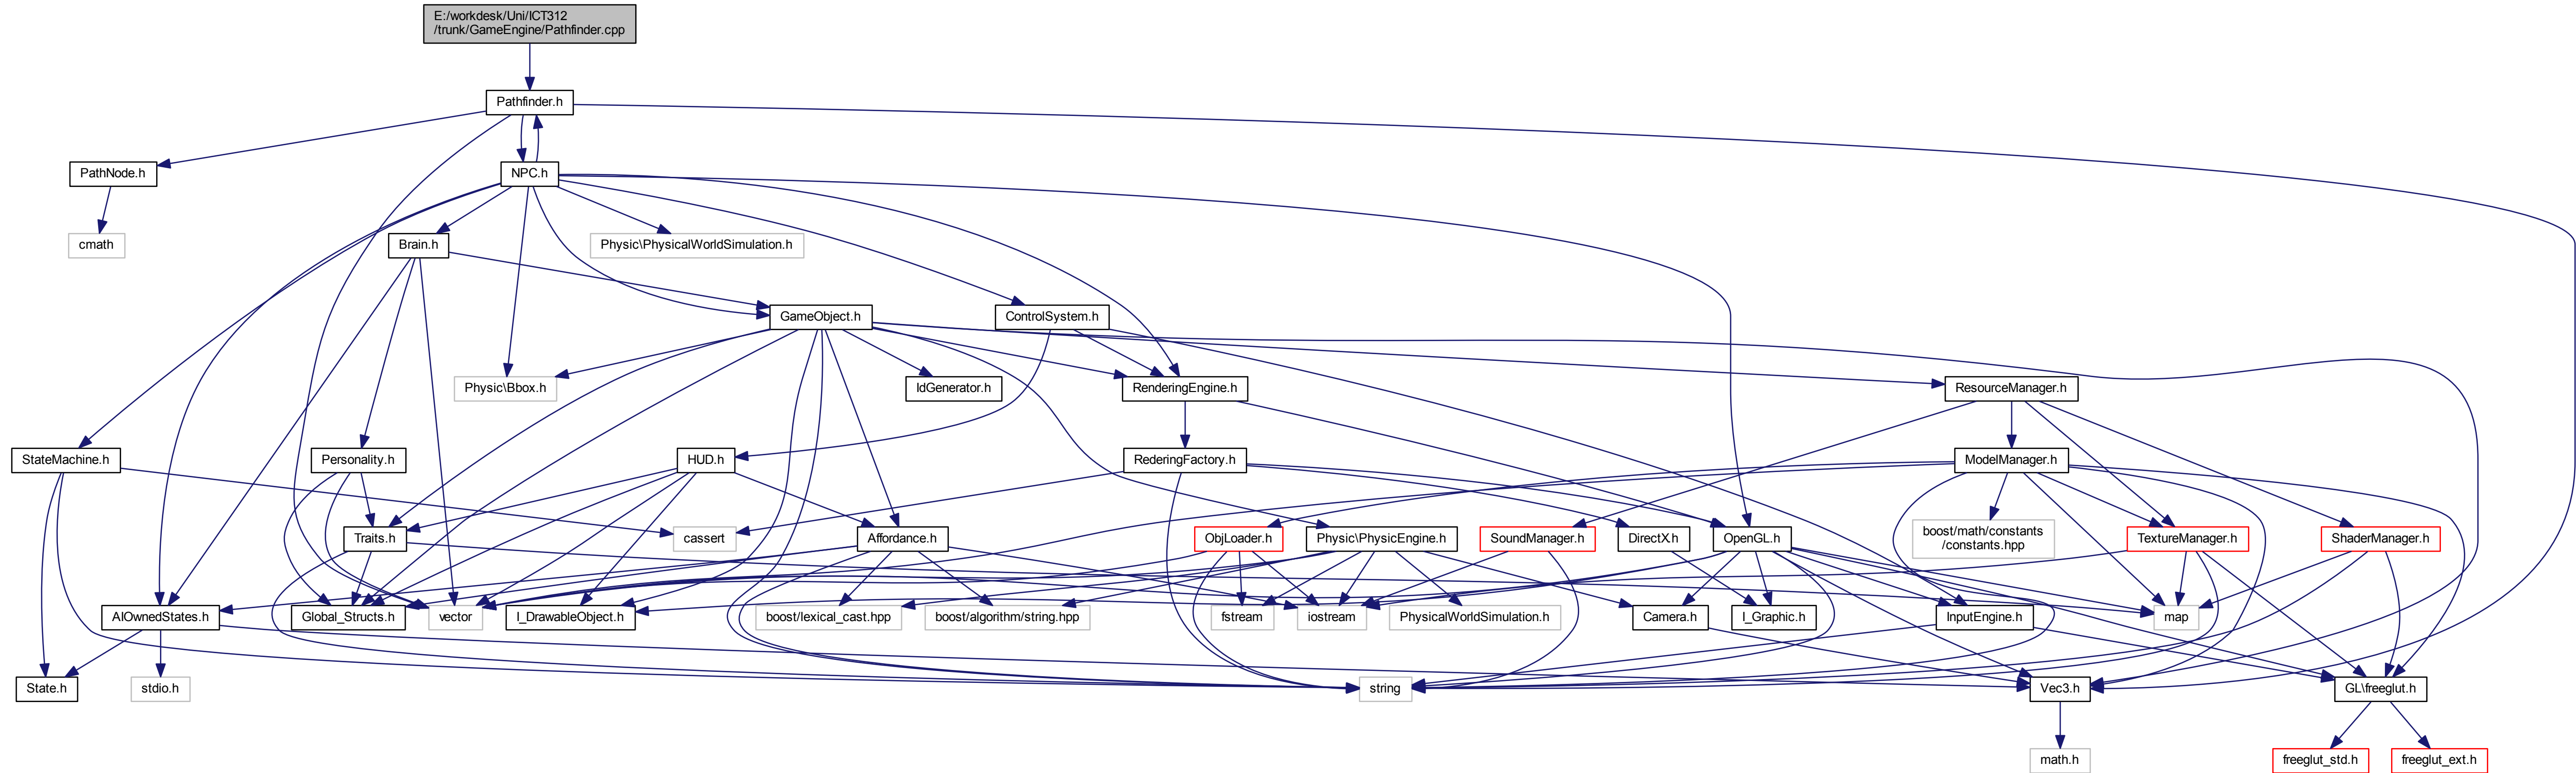 E:/workdesk/Uni/ICT312
/trunk/GameEngine/Pathfinder.cpp
Pathfinder.h
PathNode.h
NPC.h
cmath
Brain.h
Physic\PhysicalWorldSimulation.h
GameObject.h
ControlSystem.h
Physic\Bbox.h
IdGenerator.h
RenderingEngine.h
ResourceManager.h
StateMachine.h
Personality.h
HUD.h
RederingFactory.h
ModelManager.h
Traits.h
cassert
Affordance.h
ObjLoader.h
Physic\PhysicEngine.h
SoundManager.h
DirectX.h
OpenGL.h
boost/math/constants
/constants.hpp
TextureManager.h
ShaderManager.h
AIOwnedStates.h
Global_Structs.h
vector
I_DrawableObject.h
boost/lexical_cast.hpp
boost/algorithm/string.hpp
fstream
iostream
PhysicalWorldSimulation.h
Camera.h
I_Graphic.h
InputEngine.h
map
State.h
stdio.h
string
Vec3.h
GL\freeglut.h
math.h
freeglut_std.h
freeglut_ext.h